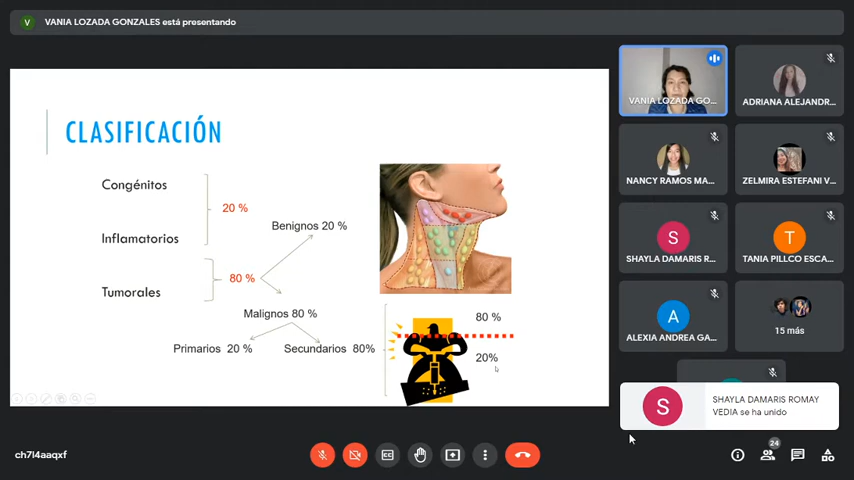 V VANIA LOZADA GONZALES está presentando
CLASIFICACIÓN
Congénitos
20 %
Inflamatorios
Benignos 20 %
80 %
Tumorales
Malignos 80 %
Primarios 20 %
Secundarios 80%
80 %
20%
VANIA LOZADA GO...
ADRIANA ALEJANDR...
NANCY RAMOS MA...
ZELMIRA ESTEFANI V...
S
SHAYLA DAMARIS R...
T
TANIA PILLCO ESCA...
A
ALEXIA ANDREA GA...
15 más
S
SHAYLA DAMARIS ROMAY
VEDIA se ha unido
ch7l4aaqxf
CC
24